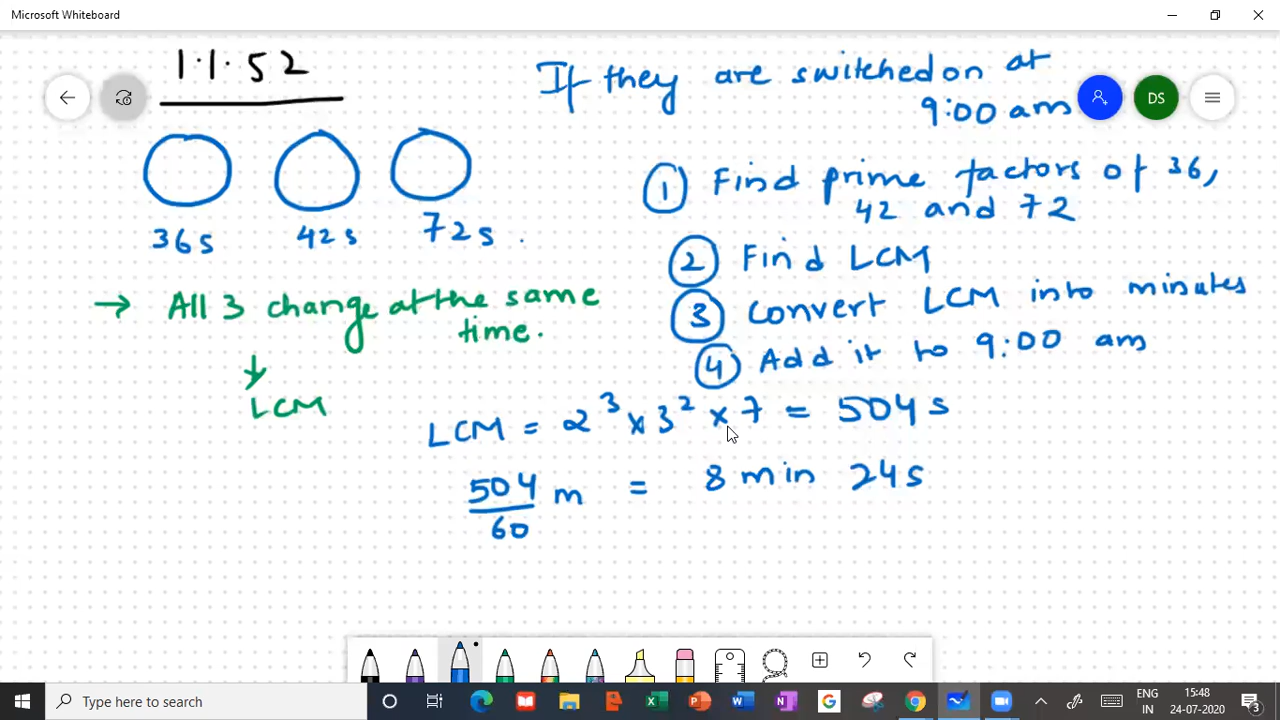 Microsoft Whiteboard
1.1.52
If they are switched on at
9:00 am
DS
① Find prime factors of 36,
42 and 72
② Find LCM
③ Convert LCM into minutes
④ Add it to 9:00 am
36s 42s 72s.
→ All 3 change at the same
time.
↓
LCM
LCM = 2³ × 3² × 7 = 504 s
504/60 m = 8 min 24s
Type here to search
ENG
IN
15:48
24-07-2020
3